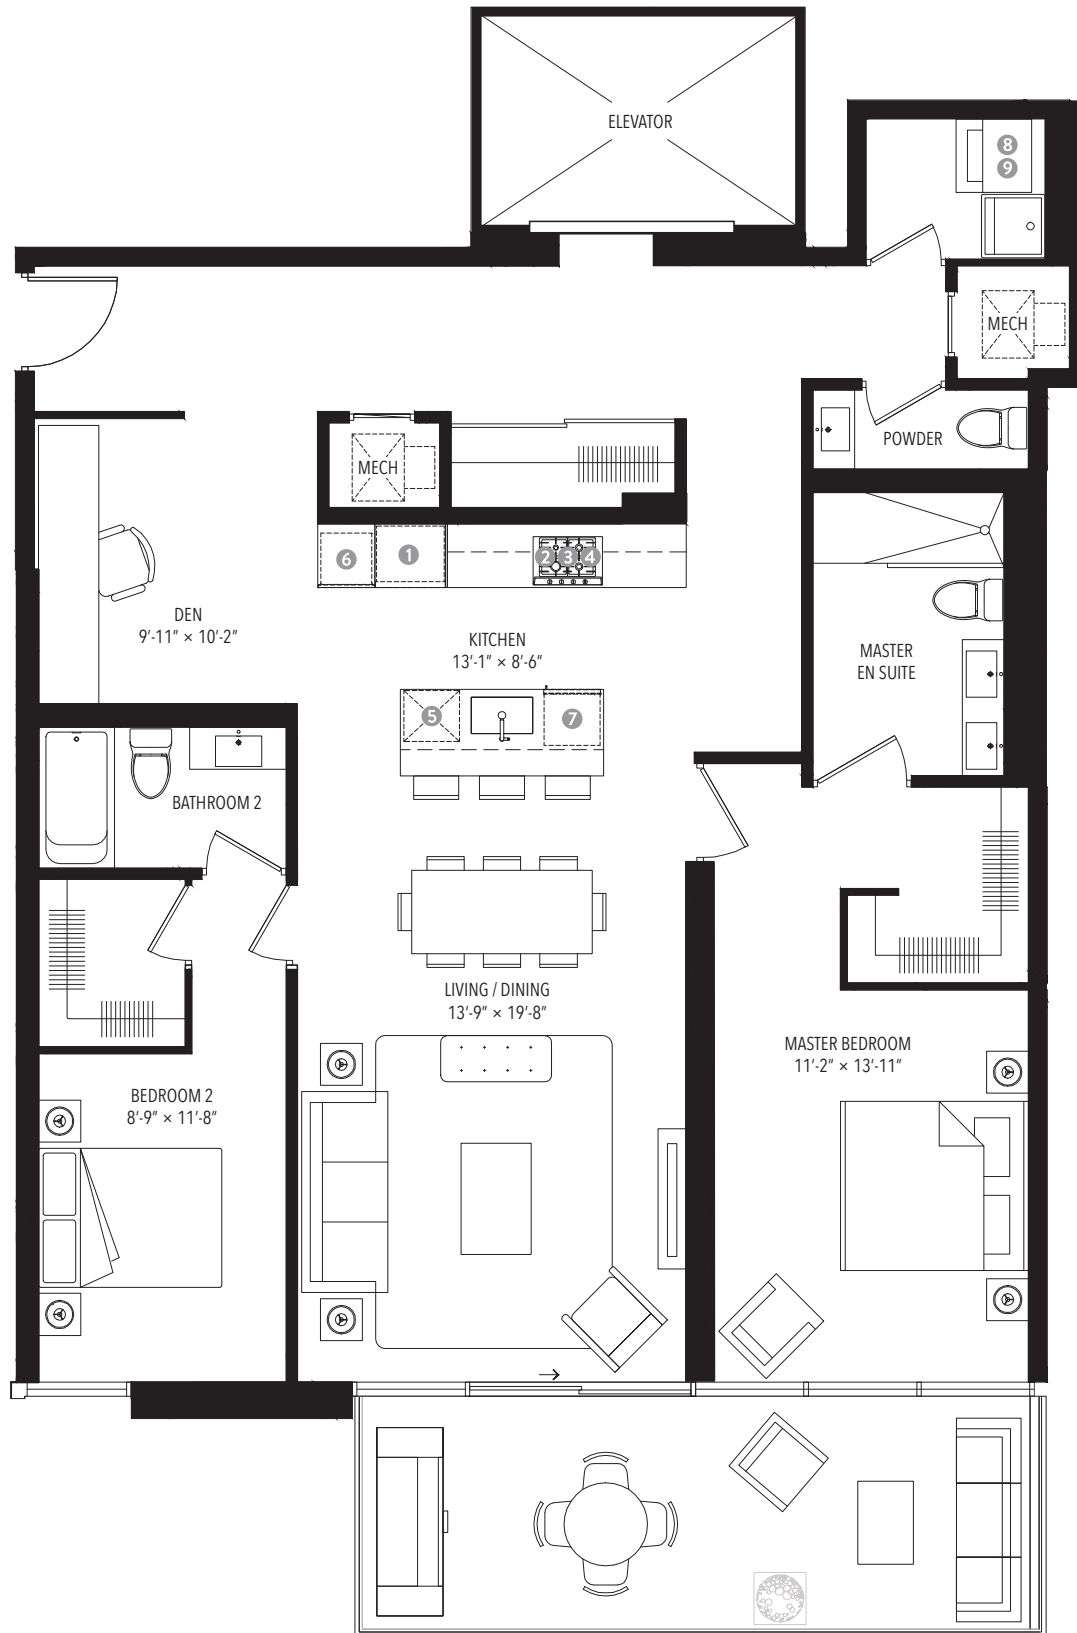 ELEVATOR
8
9
MECH
POWDER
MECH
6
1
2
3
4
DEN
9'-11" × 10'-2"
KITCHEN
13'-1" × 8'-6"
MASTER
EN SUITE
5
7
BATHROOM 2
LIVING / DINING
13'-9" × 19'-8"
MASTER BEDROOM
11'-2" × 13'-11"
BEDROOM 2
8'-9" × 11'-8"